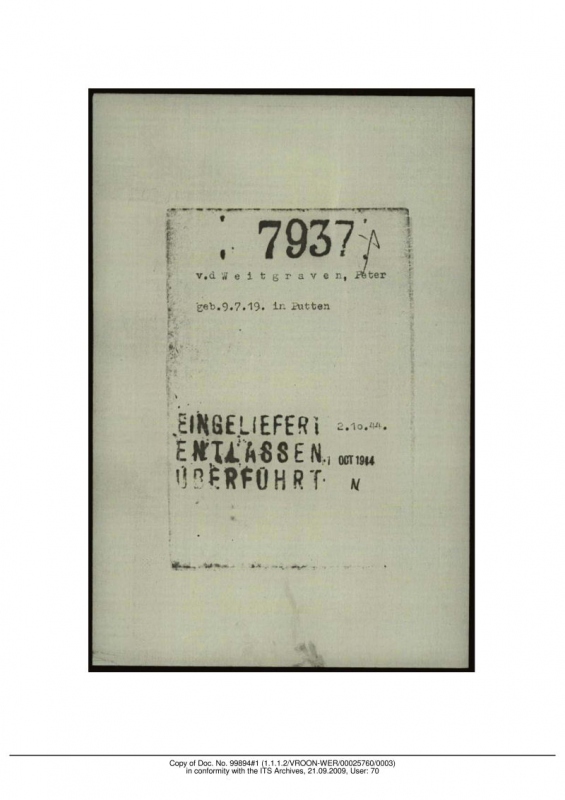 7937
v.d Weitgraven, Peter
geb.9.7.19. in Putten
EINGELIEFERT 2.10.44.
ENTLASSEN OCT 1944
ÜBERFÜHRT N
Copy of Doc. No. 99894#1 (1.1.1.2/VROON-WER/00025760/0003)
in conformity with the ITS Archives, 21.09.2009, User: 70